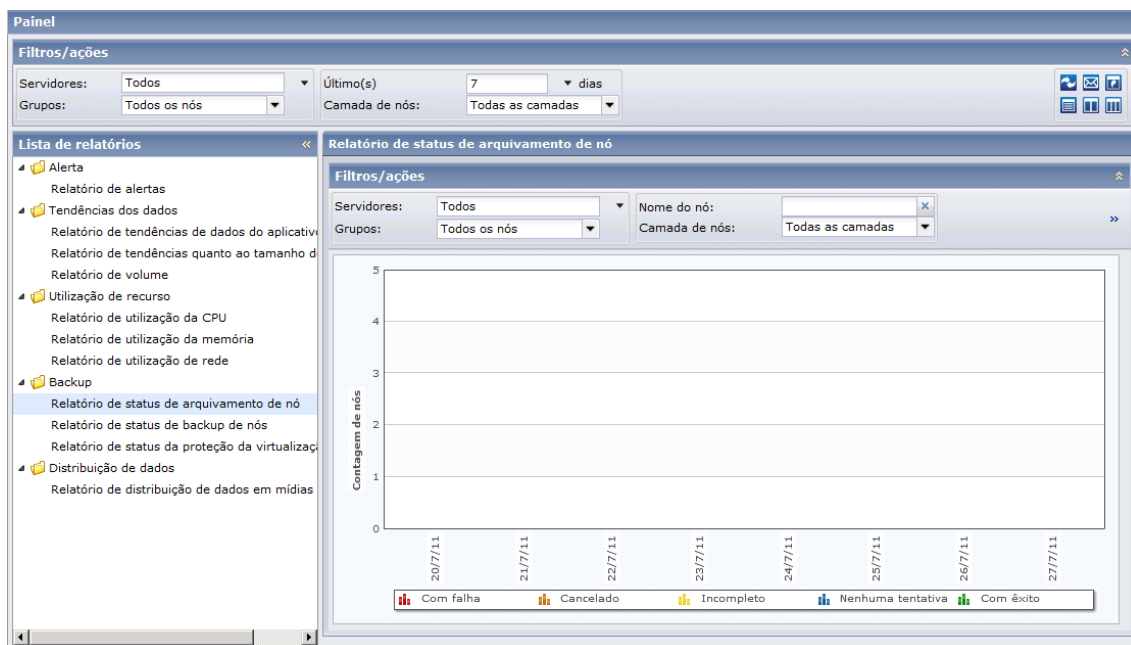 Painel
Filtros/ações
Servidores: Todos Último(s) 7 dias
Grupos: Todos os nós Camada de nós: Todas as camadas
Lista de relatórios
Alerta
Relatório de alertas
Tendências dos dados
Relatório de tendências de dados do aplicativo
Relatório de tendências quanto ao tamanho d
Relatório de volume
Utilização de recurso
Relatório de utilização da CPU
Relatório de utilização da memória
Relatório de utilização de rede
Backup
Relatório de status de arquivamento de nó
Relatório de status de backup de nós
Relatório de status da proteção da virtualizaç
Distribuição de dados
Relatório de distribuição de dados em mídias
Relatório de status de arquivamento de nó
Filtros/ações
Servidores: Todos Nome do nó:
Grupos: Todos os nós Camada de nós: Todas as camadas
Contagem de nós
5
4
3
2
1
0
20/7/11 21/7/11 22/7/11 23/7/11 24/7/11 25/7/11 26/7/11 27/7/11
Com falha Cancelado Incompleto Nenhuma tentativa Com êxito